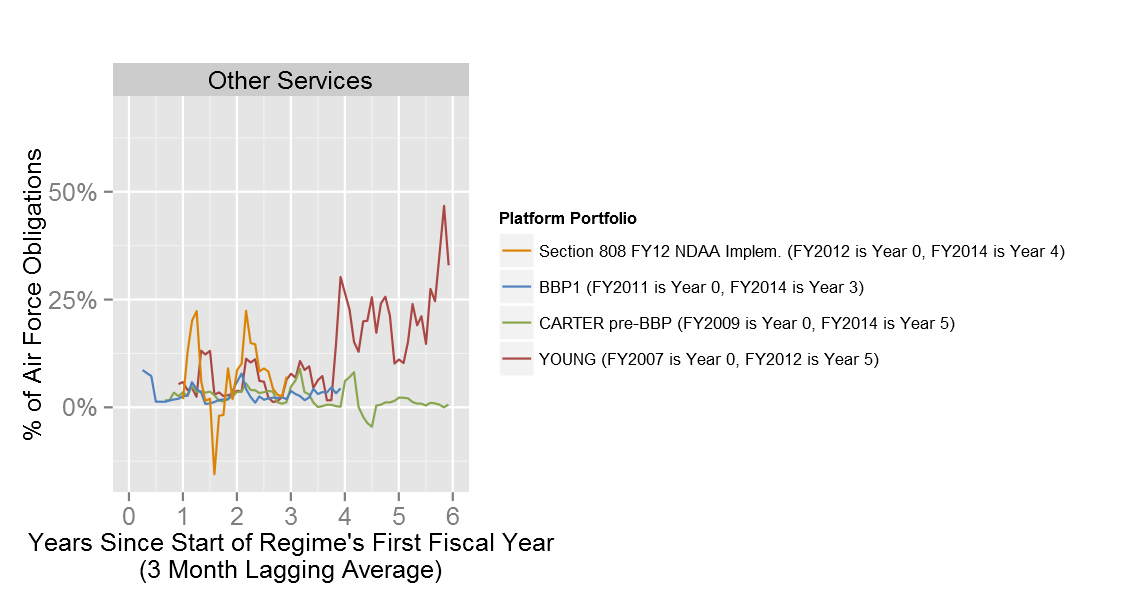 Other Services
% of Air Force Obligations
50%
25%
0%
0 1 2 3 4 5 6
Years Since Start of Regime's First Fiscal Year
(3 Month Lagging Average)
Platform Portfolio
Section 808 FY12 NDAA Implem. (FY2012 is Year 0, FY2014 is Year 4)
BBP1 (FY2011 is Year 0, FY2014 is Year 3)
CARTER pre-BBP (FY2009 is Year 0, FY2014 is Year 5)
YOUNG (FY2007 is Year 0, FY2012 is Year 5)